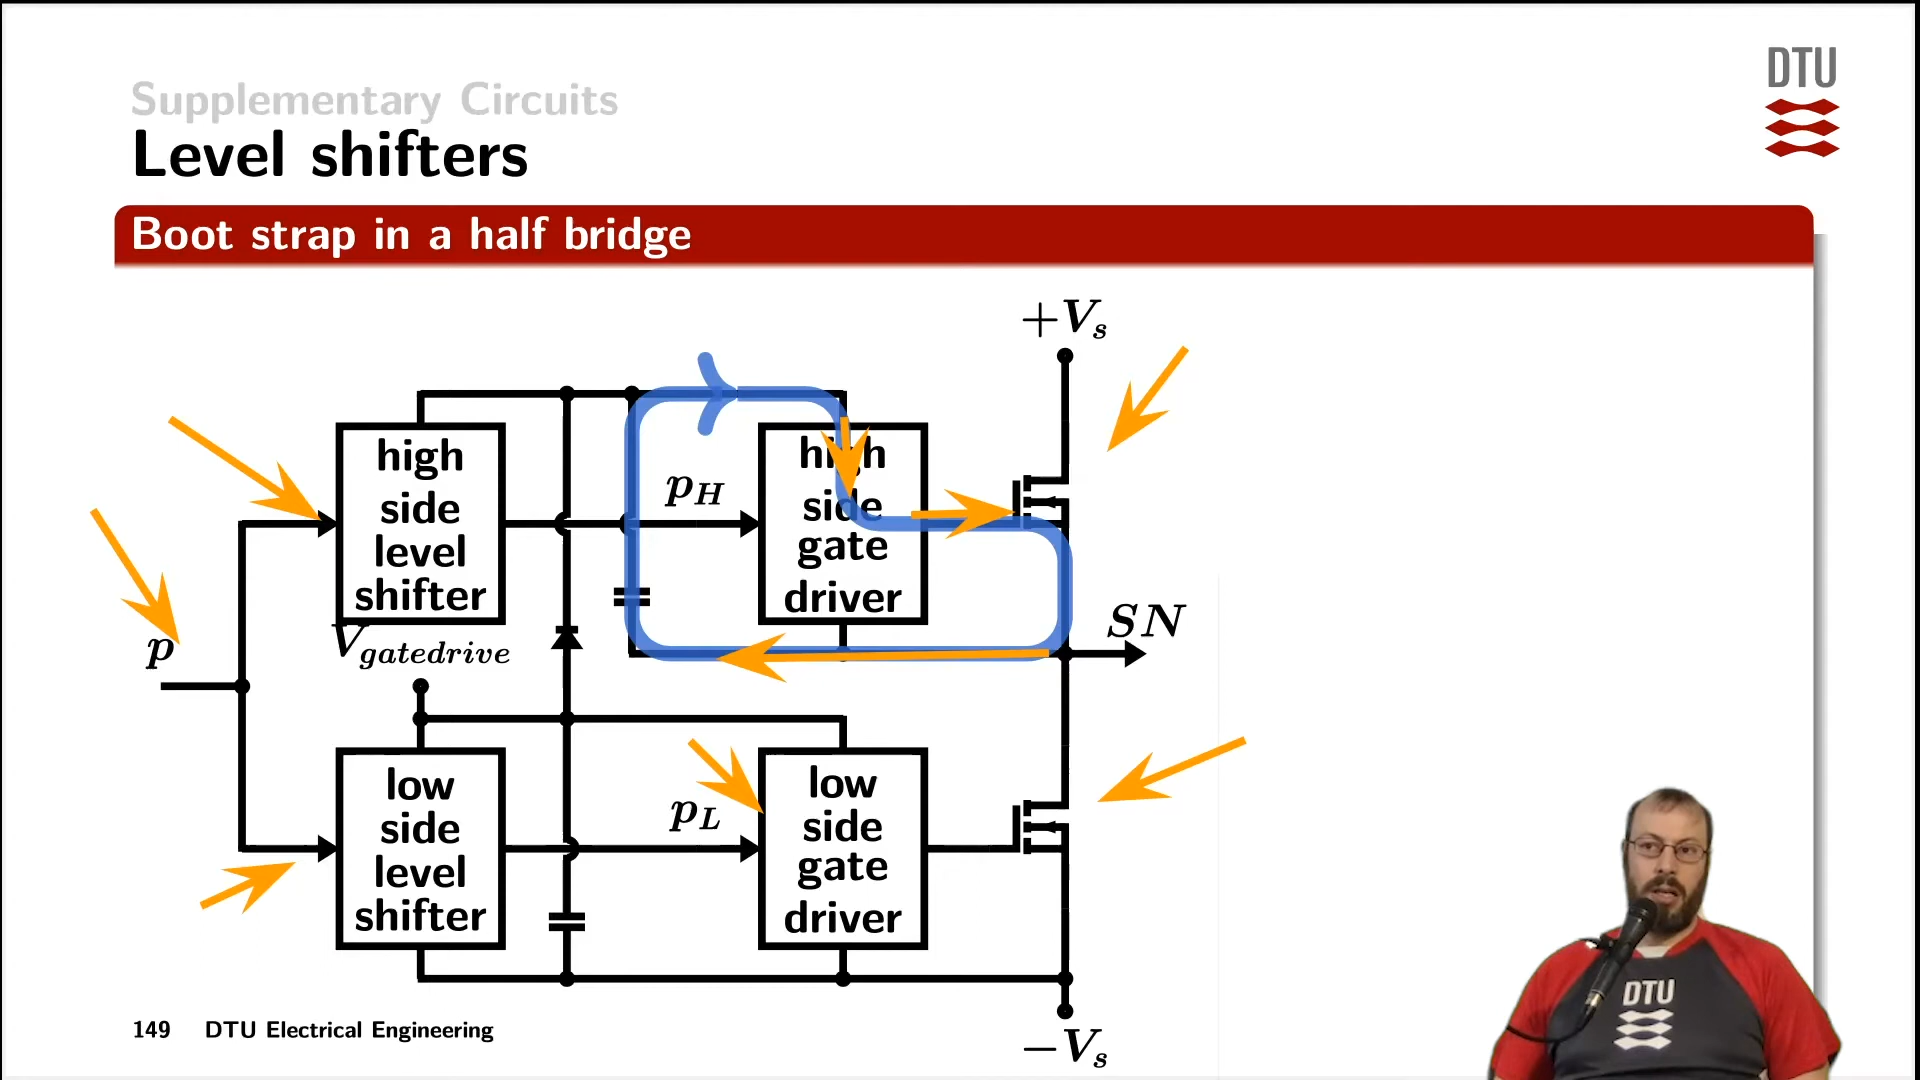 Supplementary Circuits
Level shifters
DTU
Boot strap in a half bridge
+Vs
high
side
level
shifter
pH
high
side
gate
driver
SN
p
Vgatedrive
low
side
level
shifter
pL
low
side
gate
driver
−Vs
149 DTU Electrical Engineering
DTU